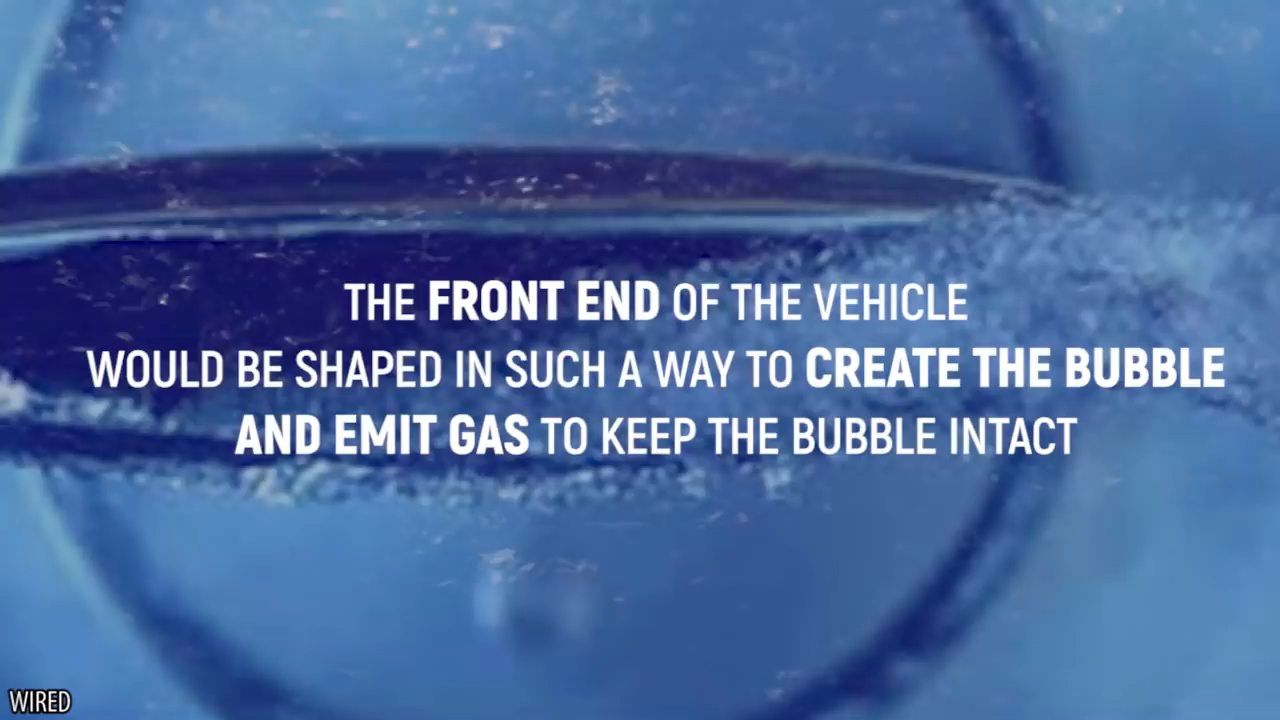 THE FRONT END OF THE VEHICLE
WOULD BE SHAPED IN SUCH A WAY TO CREATE THE BUBBLE
AND EMIT GAS TO KEEP THE BUBBLE INTACT
WIRED